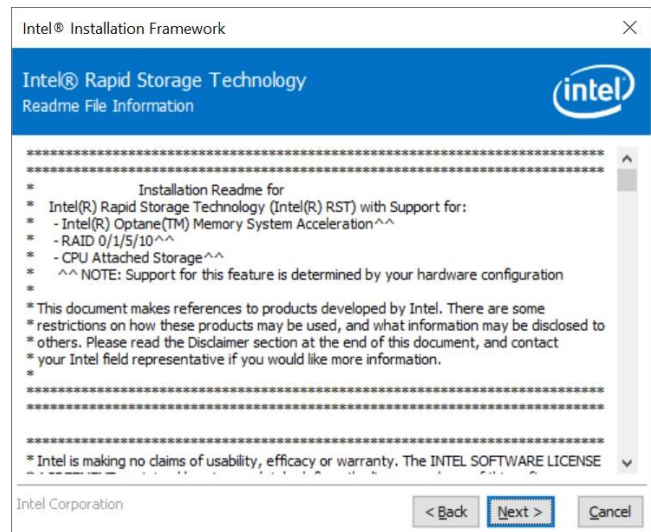 Intel® Installation Framework
Intel® Rapid Storage Technology
Readme File Information
intel
*******************************************************************************
*******************************************************************************
* Installation Readme for
* Intel(R) Rapid Storage Technology (Intel(R) RST) with Support for:
* - Intel(R) Optane(TM) Memory System Acceleration^^
* - RAID 0/1/5/10^^
* - CPU Attached Storage^^
* ^^ NOTE: Support for this feature is determined by your hardware configuration
*
* This document makes references to products developed by Intel. There are some
* restrictions on how these products may be used, and what information may be disclosed to
* others. Please read the Disclaimer section at the end of this document, and contact
* your Intel field representative if you would like more information.
*
*******************************************************************************
*******************************************************************************
*******************************************************************************
* Intel is making no claims of usability, efficacy or warranty. The INTEL SOFTWARE LICENSE
Intel Corporation
< Back
Next >
Cancel